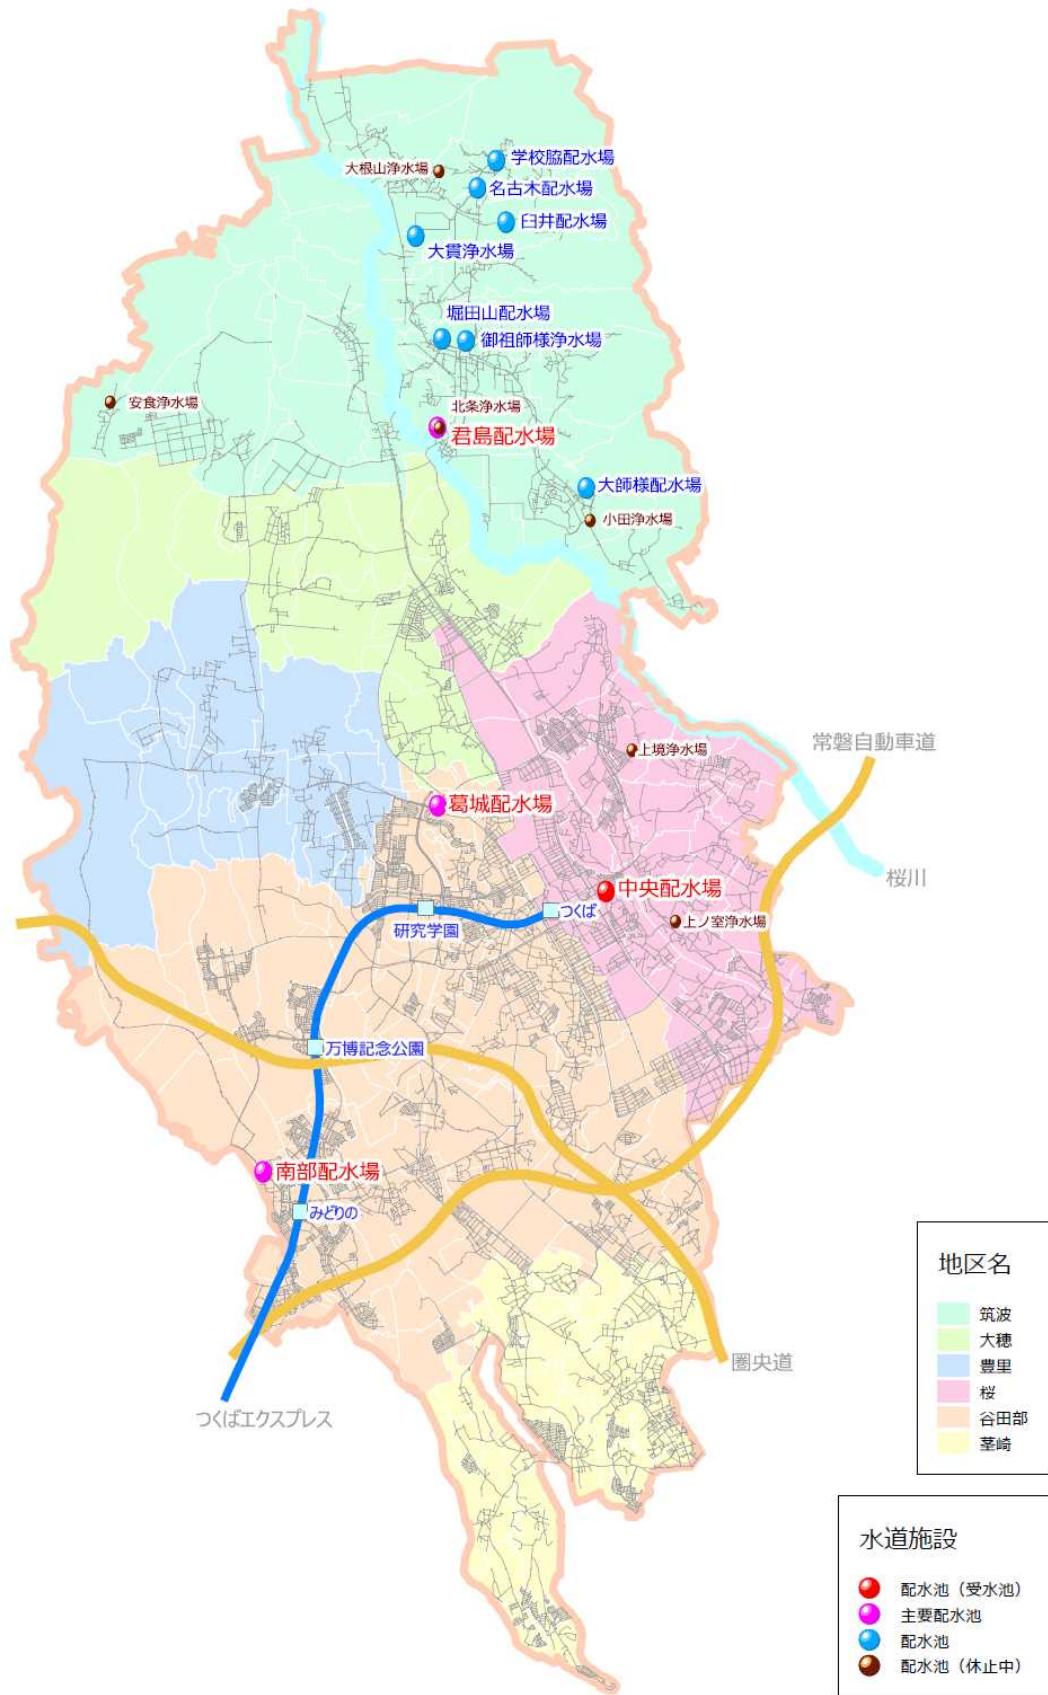 学校脇配水場
大根山浄水場
名古木配水場
臼井配水場
大貫浄水場
堀田山配水場
御祖師様浄水場
安食浄水場
北条浄水場
君島配水場
大師様配水場
小田浄水場
常磐自動車道
上境浄水場
葛城配水場
桜川
中央配水場
つくば
上ノ室浄水場
研究学園
万博記念公園
南部配水場
みどりの
圏央道
つくばエクスプレス
地区名
筑波
大穂
豊里
桜
谷田部
茎崎
水道施設
配水池（受水池）
主要配水池
配水池
配水池（休止中）